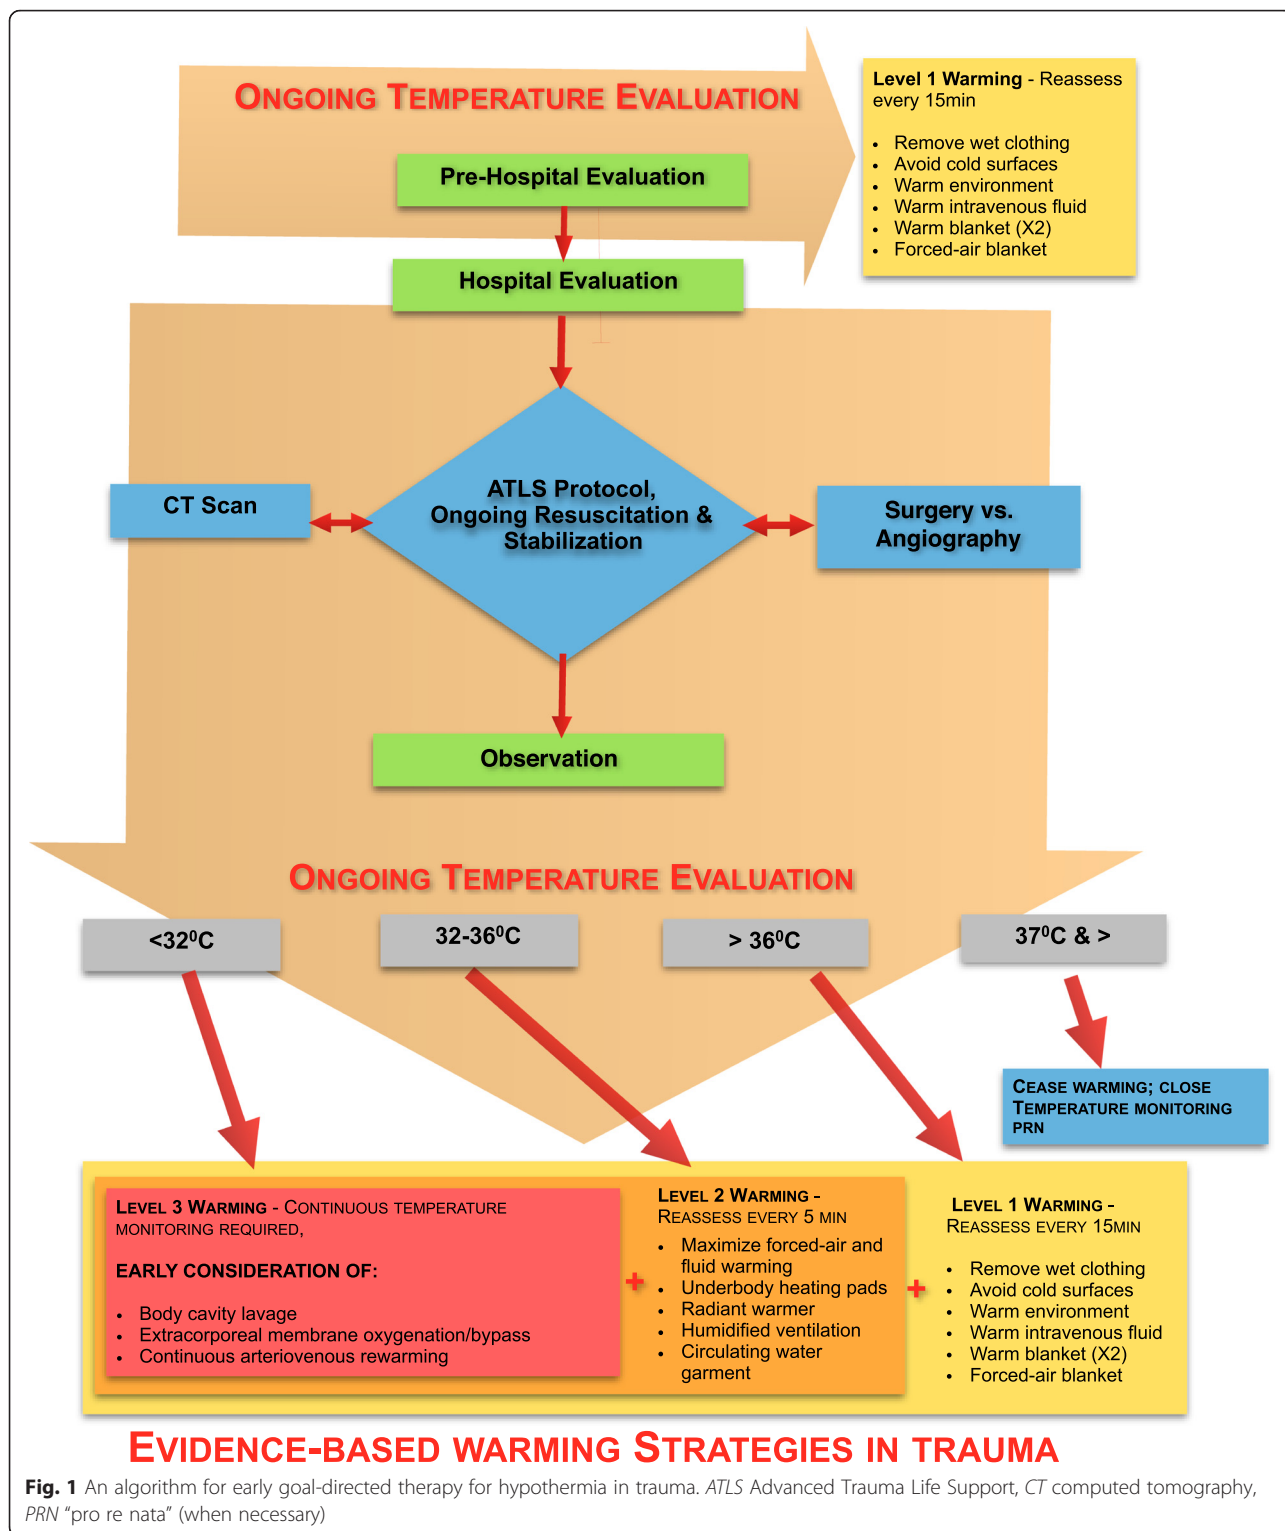 ONGOING TEMPERATURE EVALUATION
Level 1 Warming - Reassess
every 15min
• Remove wet clothing
• Avoid cold surfaces
• Warm environment
• Warm intravenous fluid
• Warm blanket (X2)
• Forced-air blanket
Pre-Hospital Evaluation
Hospital Evaluation
ATLS Protocol,
Ongoing Resuscitation &
Stabilization
CT Scan
Surgery vs.
Angiography
Observation
ONGOING TEMPERATURE EVALUATION
<32⁰C
32-36⁰C
> 36⁰C
37⁰C & >
CEASE WARMING; CLOSE
TEMPERATURE MONITORING
PRN
LEVEL 3 WARMING - CONTINUOUS TEMPERATURE
MONITORING REQUIRED,
EARLY CONSIDERATION OF:
• Body cavity lavage
• Extracorporeal membrane oxygenation/bypass
• Continuous arteriovenous rewarming
+
LEVEL 2 WARMING -
REASSESS EVERY 5 MIN
• Maximize forced-air and
fluid warming
• Underbody heating pads
• Radiant warmer
• Humidified ventilation
• Circulating water
garment
+
LEVEL 1 WARMING -
REASSESS EVERY 15MIN
• Remove wet clothing
• Avoid cold surfaces
• Warm environment
• Warm intravenous fluid
• Warm blanket (X2)
• Forced-air blanket
EVIDENCE-BASED WARMING STRATEGIES IN TRAUMA
Fig. 1 An algorithm for early goal-directed therapy for hypothermia in trauma. ATLS Advanced Trauma Life Support, CT computed tomography,
PRN “pro re nata” (when necessary)